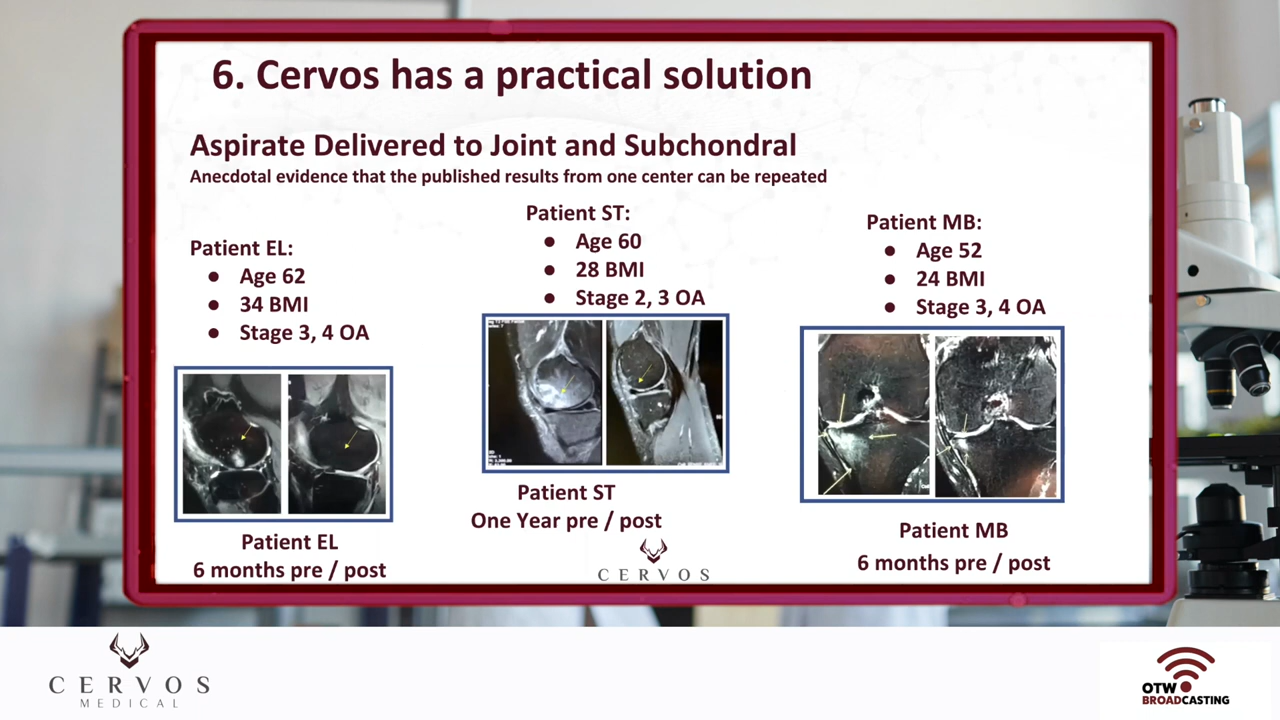 6. Cervos has a practical solution
Aspirate Delivered to Joint and Subchondral
Anecdotal evidence that the published results from one center can be repeated
Patient EL:
● Age 62
● 34 BMI
● Stage 3, 4 OA
Patient EL
6 months pre / post
Patient ST:
● Age 60
● 28 BMI
● Stage 2, 3 OA
Patient ST
One Year pre / post
Patient MB:
● Age 52
● 24 BMI
● Stage 3, 4 OA
Patient MB
6 months pre / post
CERVOS
CERVOS
MEDICAL
OTW
BROADCASTING